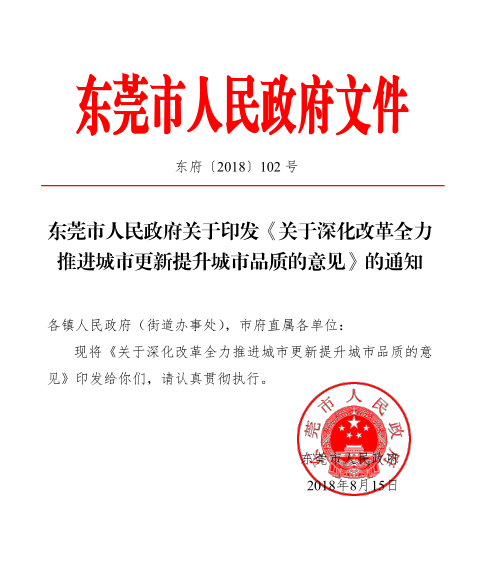 东莞市人民政府文件
东府〔2018〕102 号
东莞市人民政府关于印发《关于深化改革全力
推进城市更新提升城市品质的意见》的通知
各镇人民政府（街道办事处），市府直属各单位：
现将《关于深化改革全力推进城市更新提升城市品质的意
见》印发给你们，请认真贯彻执行。
东莞市人民政府
东莞市人民政府
2018年8月15日